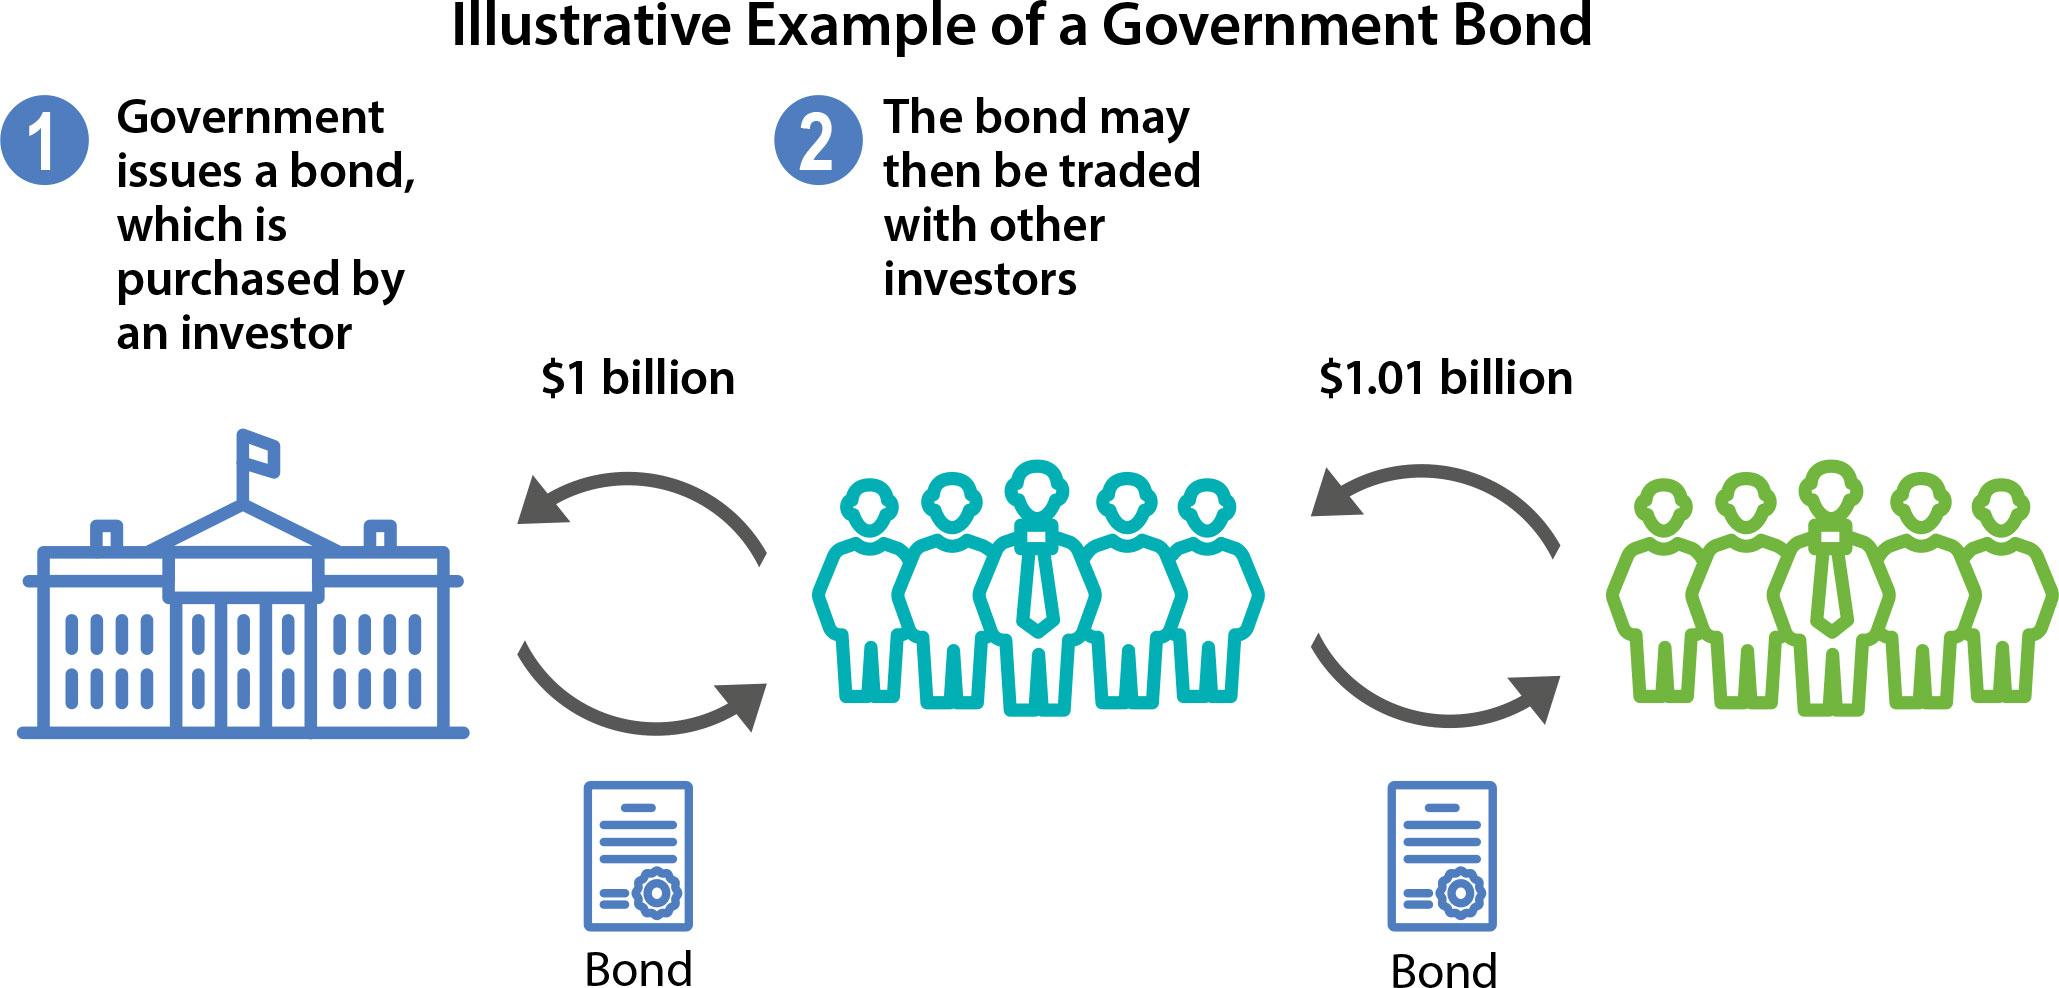 Illustrative Example of a Government Bond
1
Government
issues a bond,
which is
purchased by
an investor
2
The bond may
then be traded
with other
investors
$1 billion
$1.01 billion
Bond
Bond